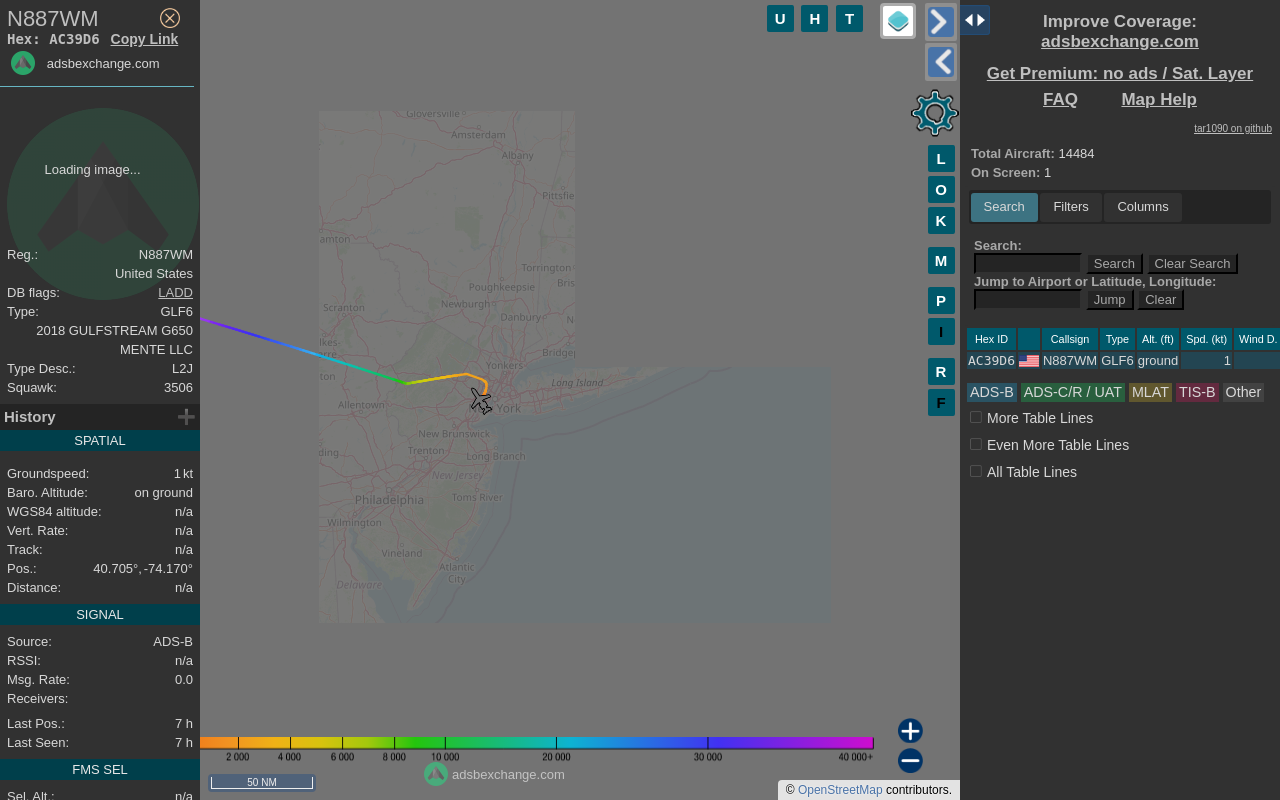 N887WM
Hex: AC39D6 Copy Link
adsbexchange.com
Loading image...
Reg.: N887WM
United States
DB flags: LADD
Type: GLF6
2018 GULFSTREAM G650
MENTE LLC
Type Desc.: L2J
Squawk: 3506
History
SPATIAL
Groundspeed: 1 kt
Baro. Altitude: on ground
WGS84 altitude: n/a
Vert. Rate: n/a
Track: n/a
Pos.: 40.705°, -74.170°
Distance: n/a
SIGNAL
Source: ADS-B
RSSI: n/a
Msg. Rate: 0.0
Receivers:
Last Pos.: 7 h
Last Seen: 7 h
FMS SEL
Sel. Alt.: n/a
U H T
L
O
K
M
P
I
R
F
Gloversville
Amsterdam
Albany
Pittsfie
amton
Torrington
Bris
Poughkeepsie
Scranton
Newburgh
Danbury
N
lkes-
rre
Bridgep
Yonkers
ton
Long Island
Allentown
York
New Brunswick
ding
Trenton
Long Branch
New Jersey
Philadelphia
Toms River
Wilmington
Vineland
Atlantic
City
Delaware
2 000 4 000 6 000 8 000 10 000 20 000 30 000 40 000+
adsbexchange.com
50 NM
© OpenStreetMap contributors.
Improve Coverage:
adsbexchange.com
Get Premium: no ads / Sat. Layer
FAQ Map Help
tar1090 on github
Total Aircraft: 14484
On Screen: 1
Search Filters Columns
Search:
Search Clear Search
Jump to Airport or Latitude, Longitude:
Jump Clear
Hex ID Callsign Type Alt. (ft) Spd. (kt) Wind D.
AC39D6 N887WM GLF6 ground 1
ADS-B ADS-C/R / UAT MLAT TIS-B Other
More Table Lines
Even More Table Lines
All Table Lines